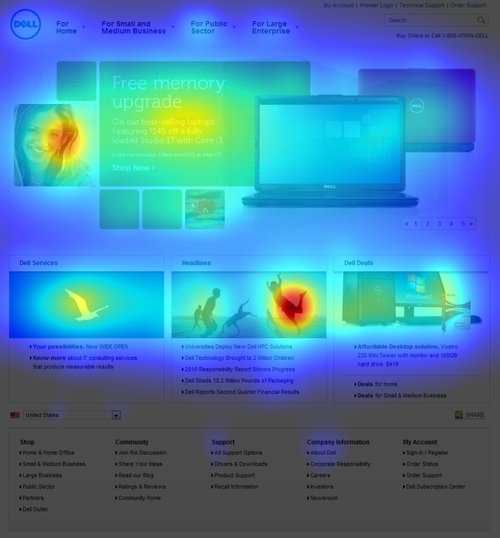 My Account | Premier Login | Technical Support | Order Support
DELL
For Home
For Small and Medium Business
For Public Sector
For Large Enterprise
Search
Buy Online or Call 1-800-WWW-DELL
Free memory
upgrade
On our best-selling laptops
Featuring $145 off a fully
loaded Studio 17 with Core i3
Shop Now
DELL
1 2 3 4 5
Dell Services
Your possibilities. Now WIDE OPEN
Know more about IT consulting services
that produce measurable results
Headlines
Universities Deploy New Dell HPC Solutions
Dell Technology Brought to 2 Million Children
2010 Responsibility Report Shows Progress
Dell Sheds 18.2 Million Pounds of Packaging
Dell Reports Second Quarter Financial Results
Dell Deals
Windows 7
Affordable Desktop solution. Vostro
230 Mini Tower with monitor and 160GB
hard drive: $419
Deals for Home
Deals for Small & Medium Business
United States
SHARE
Shop
Home & Home Office
Small & Medium Business
Large Business
Public Sector
Partners
Dell Outlet
Community
Join the Discussion
Share Your Ideas
Read our Blog
Ratings & Reviews
Community Home
Support
All Support Options
Drivers & Downloads
Product Support
Recall Information
Company Information
About Dell
Corporate Responsibility
Careers
Investors
Newsroom
My Account
Sign-in / Register
Order Status
Order Support
Dell Subscription Center